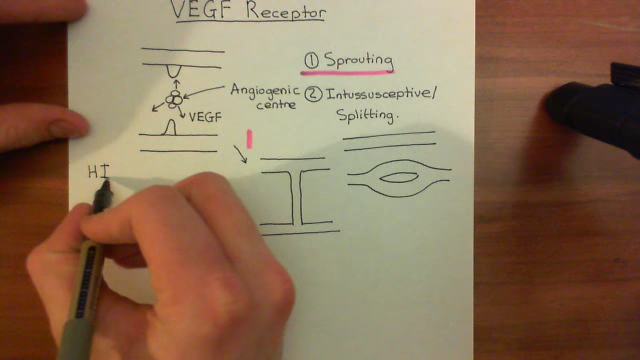 VEGF Receptor
① Sprouting
Angiogenic
centre
② Intussusceptive/
Splitting.
VEGF
HI